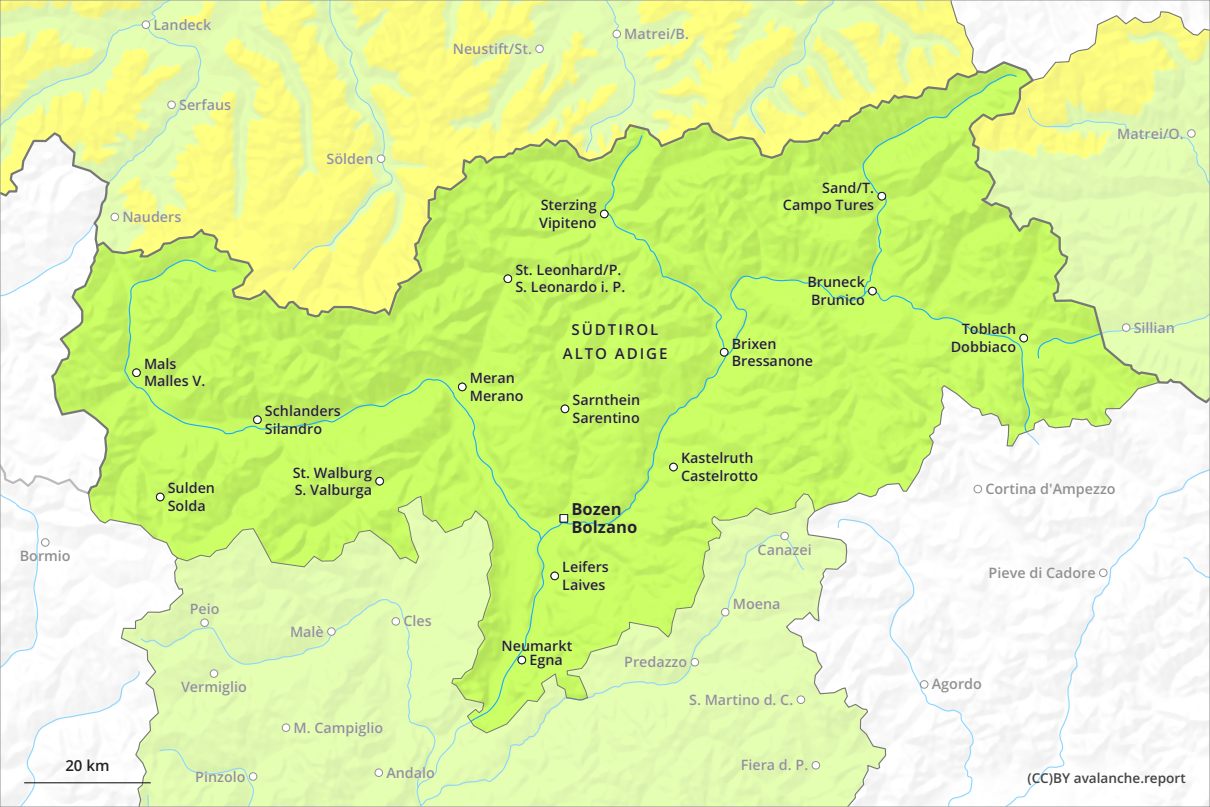 Landeck
Neustift/St.
Matrei/B.
Serfaus
Matrei/O.
Sölden
Sand/T.
Campo Tures
Nauders
Sterzing
Vipiteno
St. Leonhard/P.
S. Leonardo i. P.
Bruneck
Brunico
SÜDTIROL
ALTO ADIGE
Toblach
Dobbiaco
Sillian
Brixen
Bressanone
Mals
Malles V.
Meran
Merano
Sarnthein
Sarentino
Schlanders
Silandro
Kastelruth
Castelrotto
St. Walburg
S. Valburga
Sulden
Solda
Cortina d'Ampezzo
Bozen
Bolzano
Bormio
Canazei
Leifers
Laives
Pieve di Cadore
Peio
Moena
Malè
Cles
Neumarkt
Egna
Predazzo
Vermiglio
Agordo
S. Martino d. C.
M. Campiglio
20 km
Pinzolo
Andalo
Fiera d. P.
(CC)BY avalanche.report